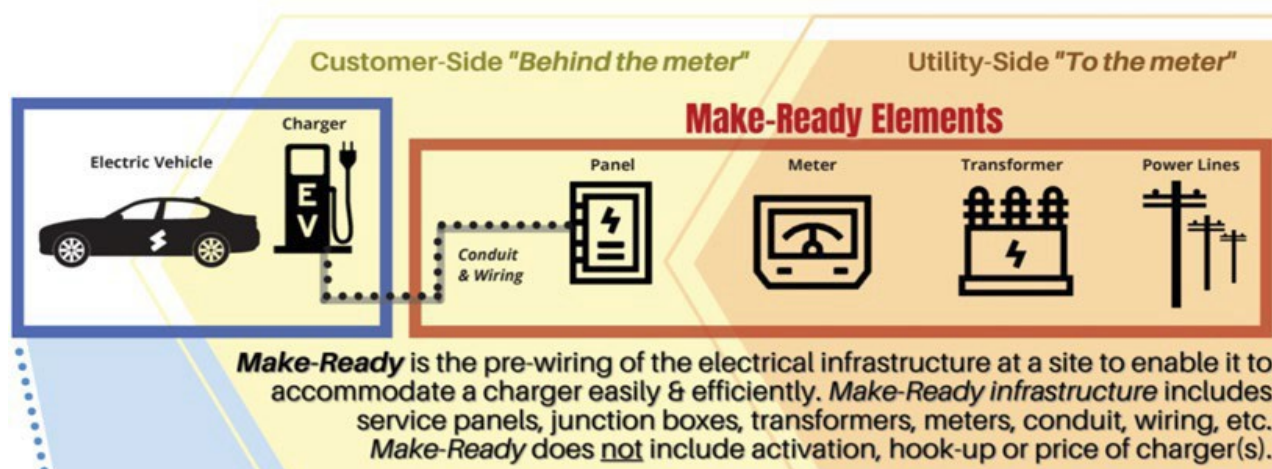 Customer-Side "Behind the meter"
Utility-Side "To the meter"
Make-Ready Elements
Charger
Electric Vehicle
EV
Conduit
& Wiring
Panel
Meter
Transformer
Power Lines
Make-Ready is the pre-wiring of the electrical infrastructure at a site to enable it to
accommodate a charger easily & efficiently. Make-Ready infrastructure includes
service panels, junction boxes, transformers, meters, conduit, wiring, etc.
Make-Ready does not include activation, hook-up or price of charger(s).